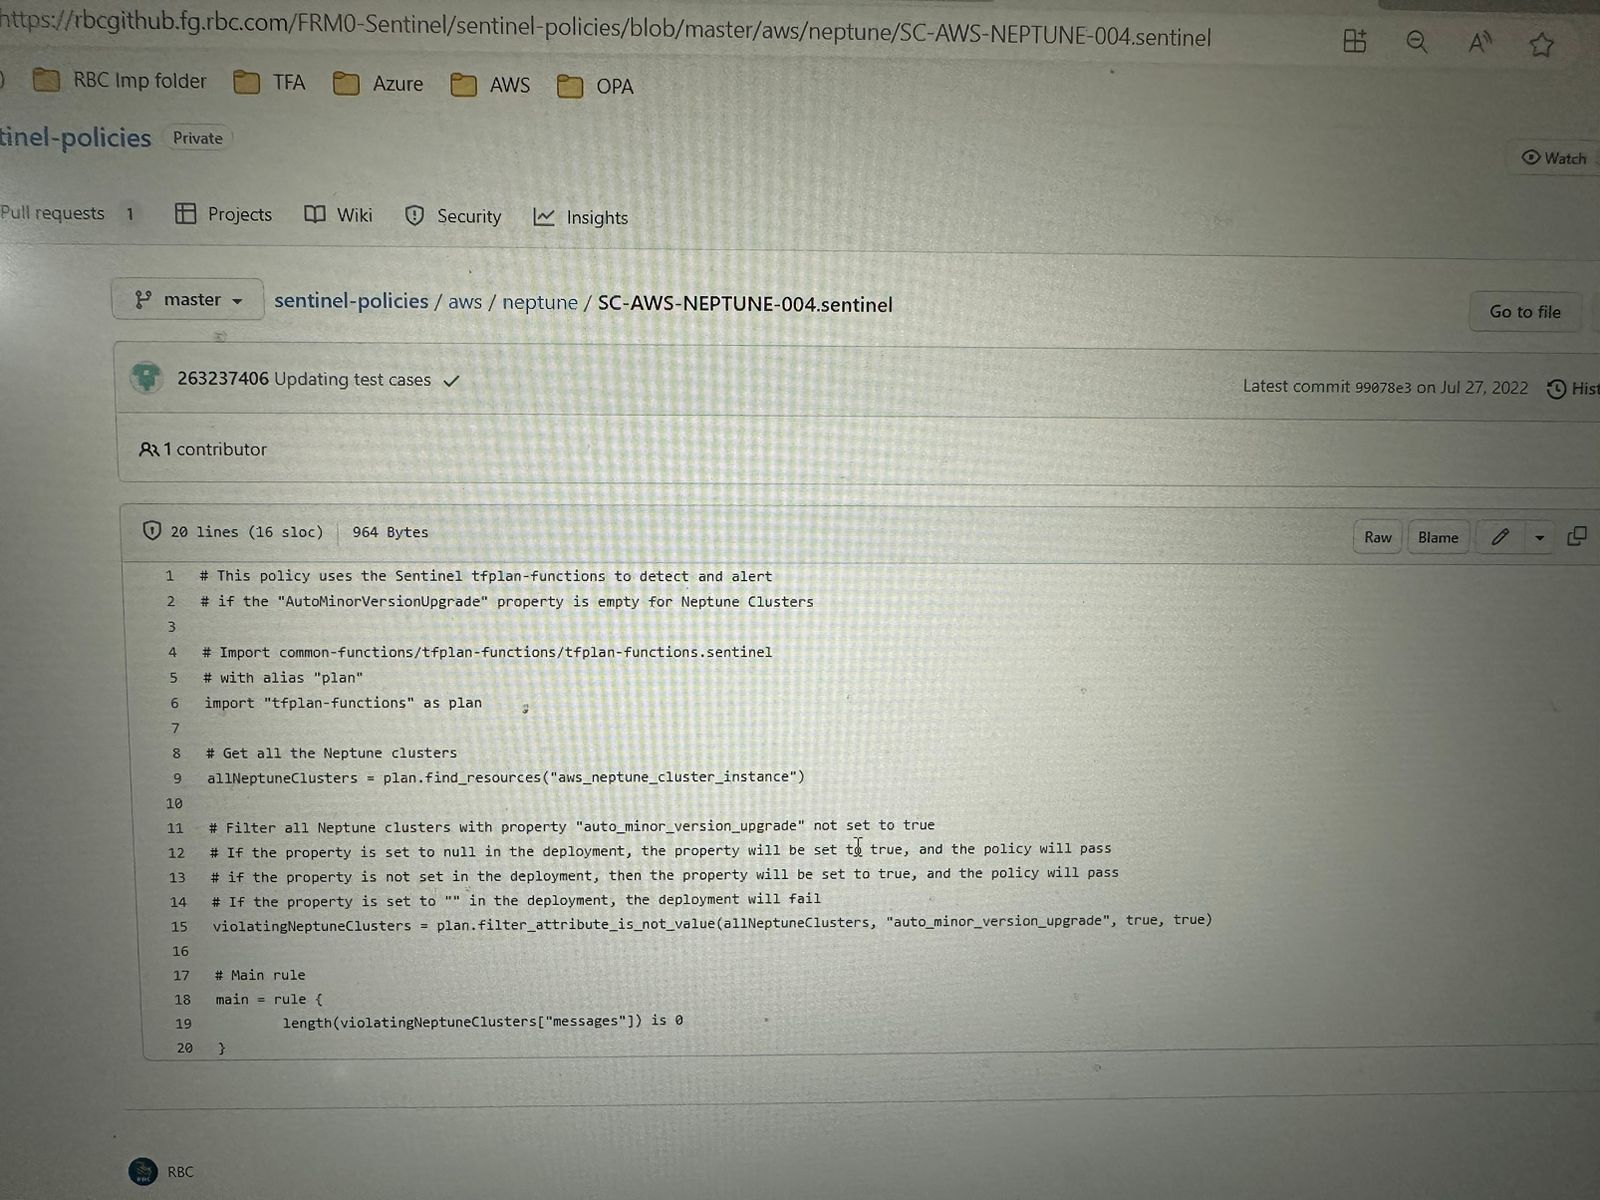 https://rbcgithub.fg.rbc.com/FRM0-Sentinel/sentinel-policies/blob/master/aws/neptune/SC-AWS-NEPTUNE-004.sentinel
RBC Imp folder TFA Azure AWS OPA
tinel-policies Private
Watch
Pull requests 1 Projects Wiki Security Insights
master sentinel-policies / aws / neptune / SC-AWS-NEPTUNE-004.sentinel
Go to file
263237406 Updating test cases
Latest commit 99078e3 on Jul 27, 2022 Hist
1 contributor
20 lines (16 sloc) 964 Bytes
Raw Blame
1 # This policy uses the Sentinel tfplan-functions to detect and alert
2 # if the "AutoMinorVersionUpgrade" property is empty for Neptune Clusters
3
4 # Import common-functions/tfplan-functions/tfplan-functions.sentinel
5 # with alias "plan"
6 import "tfplan-functions" as plan
7
8 # Get all the Neptune clusters
9 allNeptuneClusters = plan.find_resources("aws_neptune_cluster_instance")
10
11 # Filter all Neptune clusters with property "auto_minor_version_upgrade" not set to true
12 # If the property is set to null in the deployment, the property will be set to true, and the policy will pass
13 # if the property is not set in the deployment, then the property will be set to true, and the policy will pass
14 # If the property is set to "" in the deployment, the deployment will fail
15 violatingNeptuneClusters = plan.filter_attribute_is_not_value(allNeptuneClusters, "auto_minor_version_upgrade", true, true)
16
17 # Main rule
18 main = rule {
19 length(violatingNeptuneClusters["messages"]) is 0
20 }
RBC